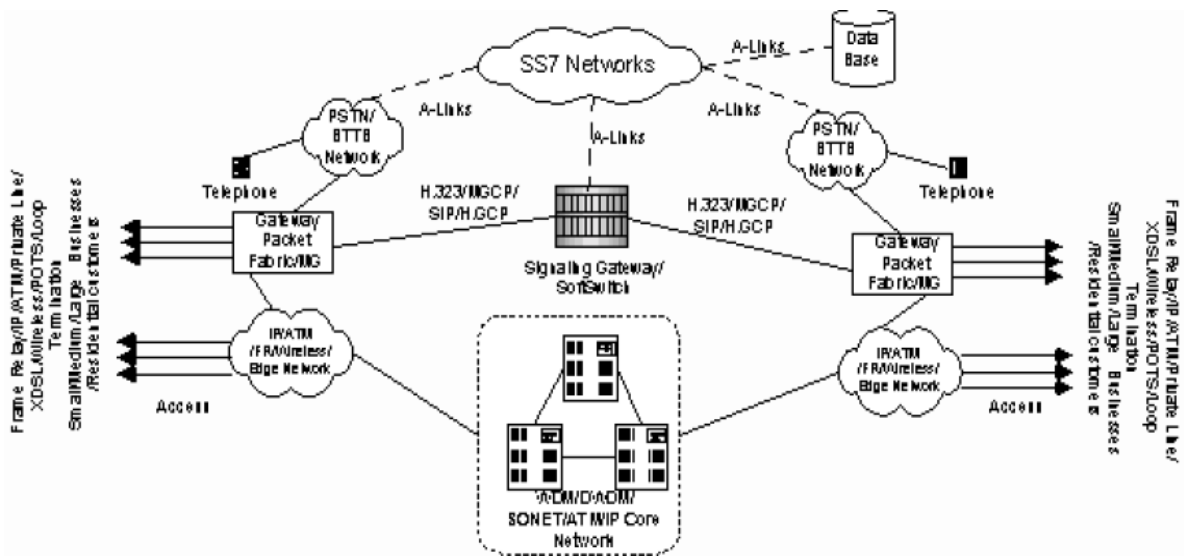 A-Links
Data
Base
SS7 Networks
A-Links
A-Links
A-Links
PSTN/
BTTB
Network
PSTN/
BTTB
Network
Telephone
Telephone
H.323/MGCP/
SIP/H.GCP
H.323/MGCP/
SIP/H.GCP
Gateway/
Packet
Fabric/MG
Gateway/
Packet
Fabric/MG
Signaling Gateway/
SoftSwitch
Frame Relay/IP/ATM/Private Line/
XDSL/Wireless/POTS/Loop
Termination
Small/Medium/Large Businesses
/Residential customers
Frame Relay/IP/ATM/Private Line/
XDSL/Wireless/POTS/Loop
Termination
Small/Medium/Large Businesses
/Residential customers
IP/ATM
/FR/Wireless/
Edge Network
IP/ATM
/FR/Wireless/
Edge Network
Access
Access
ADM/DADM/
SONET/ATM/IP Core
Network